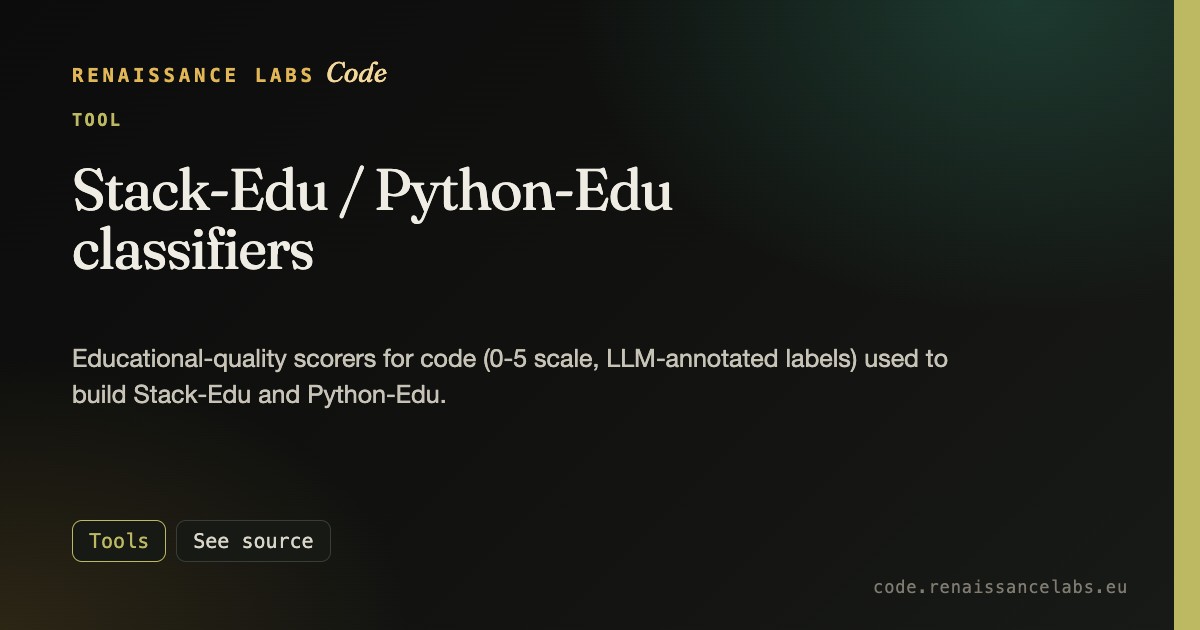 RENAISSANCE LABS Code
TOOL
Stack-Edu / Python-Edu
classifiers
Educational-quality scorers for code (0-5 scale, LLM-annotated labels) used to
build Stack-Edu and Python-Edu.
Tools See source
code.renaissancelabs.eu